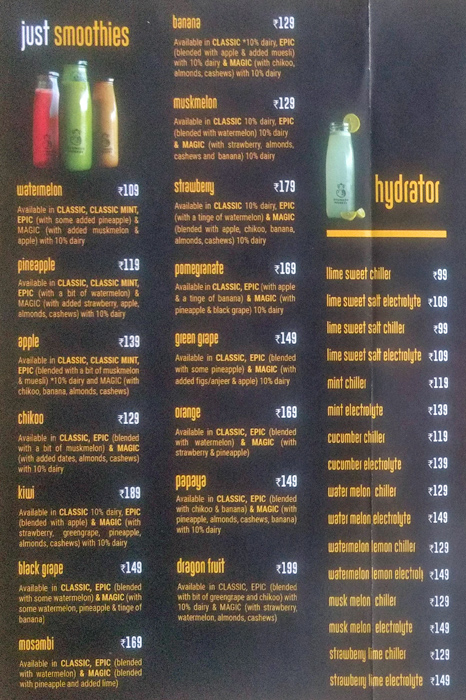 just smoothies
watermelon ₹109
Available in CLASSIC, CLASSIC MINT,
EPIC (with some added pineapple) &
MAGIC (with added muskmelon &
apple) with 10% dairy
pineapple ₹119
Available in CLASSIC, CLASSIC MINT,
EPIC (with a bit of watermelon) &
MAGIC (with added strawberry, apple,
almonds, cashews) with 10% dairy
apple ₹139
Available in CLASSIC, CLASSIC MINT,
EPIC (blended with a bit of muskmelon
& muesli) *10% dairy and MAGIC (with
chikoo, banana, almonds, cashews)
chikoo ₹129
Available in CLASSIC, EPIC (blended
with a bit of muskmelon) & MAGIC
(with added dates, almonds, cashews)
with 10% dairy
kiwi ₹189
Available in CLASSIC 10% dairy, EPIC
(blended with apple) & MAGIC (with
strawberry, greengrape, pineapple,
almonds, cashews) with 10% dairy
black grape ₹149
Available in CLASSIC, EPIC (blended
with some watermelon) & MAGIC (with
some watermelon, pineapple & tinge of
banana)
mosambi ₹169
Available in CLASSIC, EPIC (blended
with watermelon) & MAGIC (blended
with pineapple and added lime)
banana ₹129
Available in CLASSIC *10% dairy, EPIC
(blended with apple & added muesli)
with 10% dairy & MAGIC (with chikoo,
almonds, cashews) with 10% dairy
muskmelon ₹129
Available in CLASSIC 10% dairy, EPIC
(blended with watermelon) 10% dairy
& MAGIC (with strawberry, almonds,
cashews and banana) 10% dairy
strawberry ₹179
Available in CLASSIC 10% dairy, EPIC
(with a tinge of watermelon) & MAGIC
(blended with apple, chikoo, banana,
almonds, cashews) 10% dairy
pomegranate ₹169
Available in CLASSIC, EPIC (with apple
& a tinge of banana) & MAGIC (with
pineapple & black grape) 10% dairy
green grape ₹149
Available in CLASSIC, EPIC (blended
with some pineapple) & MAGIC (with
added figs/anjeer & apple) 10% dairy
orange ₹169
Available in CLASSIC, EPIC (blended
with watermelon) & MAGIC (with
strawberry & pineapple)
papaya ₹149
Available in CLASSIC, EPIC (blended
with chikoo & banana) & MAGIC (with
pineapple, almonds, cashews, banana)
with 10% dairy
dragon fruit ₹199
Available in CLASSIC, EPIC (blended
with bit of greengrape and chikoo) with
10% dairy & MAGIC (with strawberry,
watermelon, almonds, cashews)
hydrator
llime sweet chiller ₹99
lime sweet salt electrolyte ₹109
lime sweet salt chiller ₹99
lime sweet salt electrolyte ₹109
mint chiller ₹119
mint electrolyte ₹139
cucumber chiller ₹119
cucumber electrolyte ₹139
water melon chiller ₹129
water melon electrolyte ₹149
watermelon lemon chiller ₹129
watermelon lemon electroly ₹149
musk melon chiller ₹129
musk melon electrolyte ₹149
strawberry lime chiller ₹129
strawberry lime electrolyte ₹149